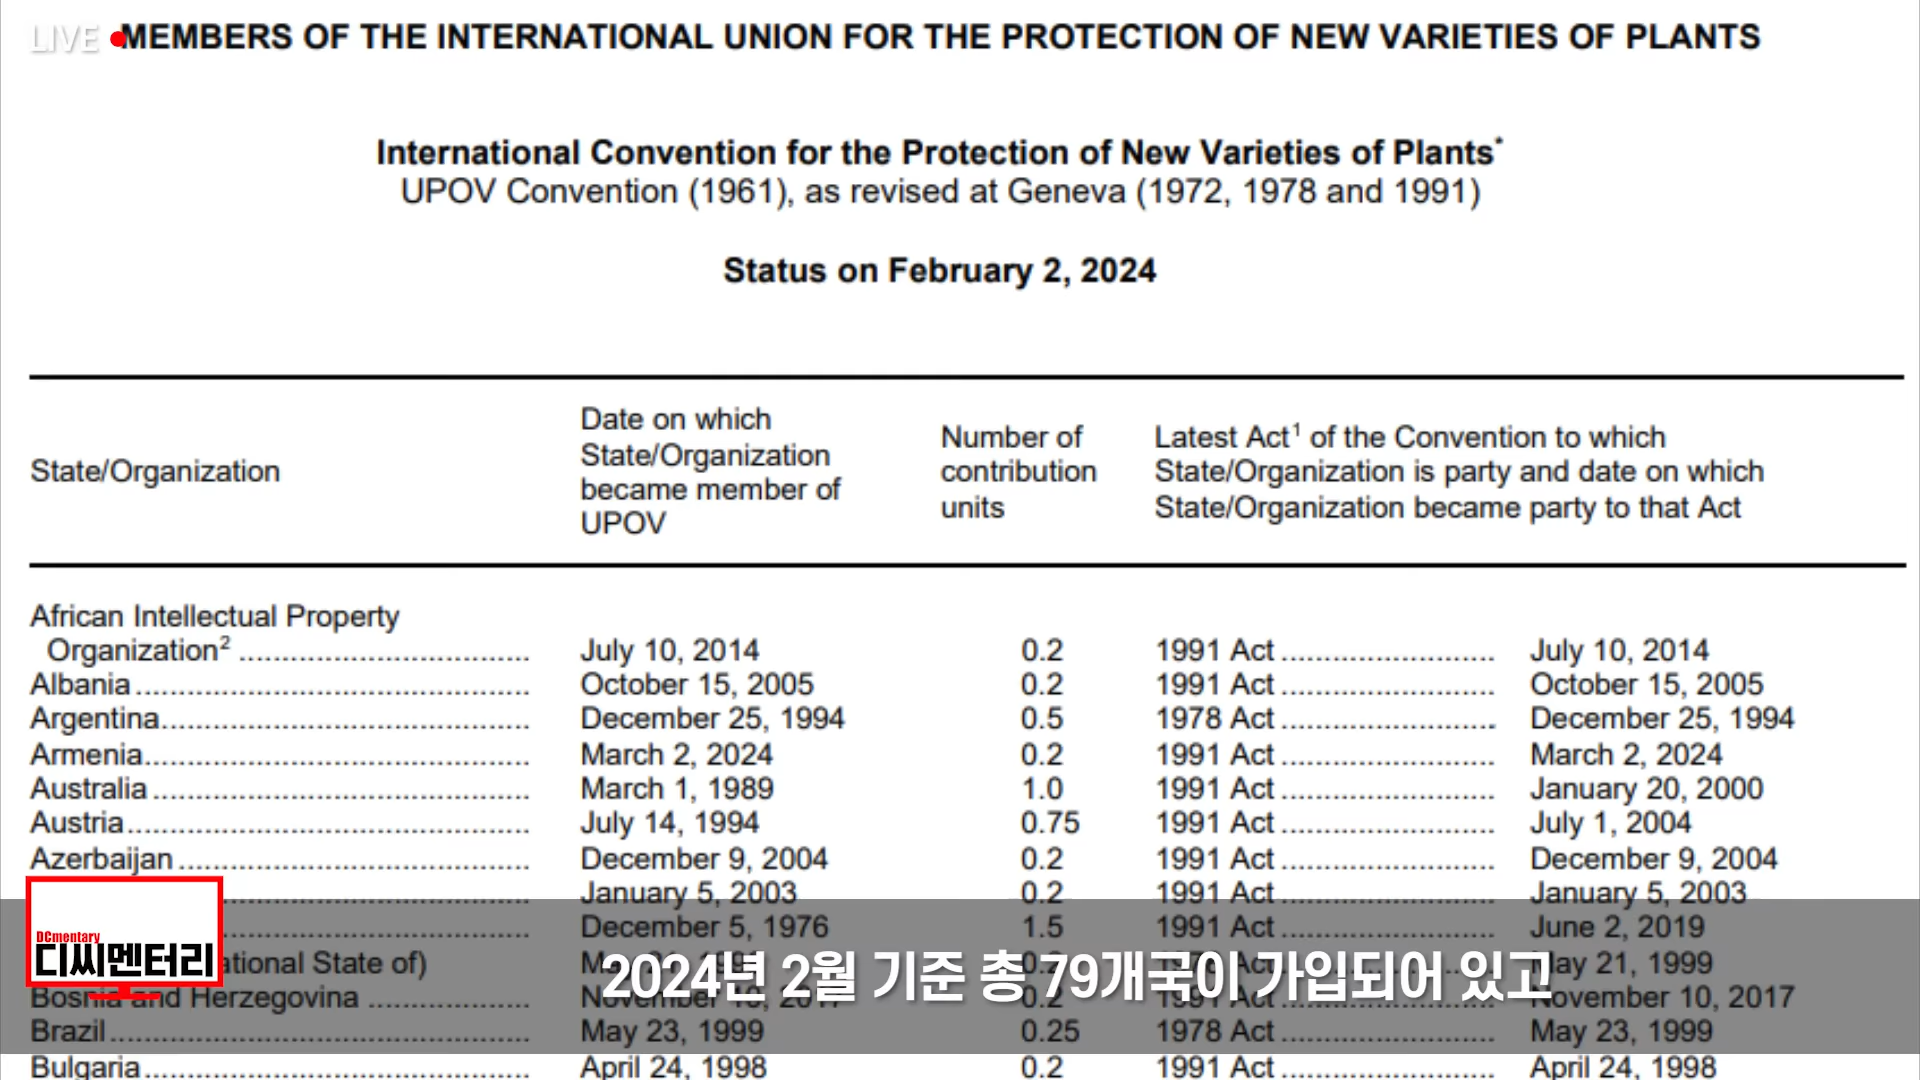 LIVE
MEMBERS OF THE INTERNATIONAL UNION FOR THE PROTECTION OF NEW VARIETIES OF PLANTS
International Convention for the Protection of New Varieties of Plants*
UPOV Convention (1961), as revised at Geneva (1972, 1978 and 1991)
Status on February 2, 2024
State/Organization
Date on which
State/Organization
became member of
UPOV
Number of
contribution
units
Latest Act1 of the Convention to which
State/Organization is party and date on which
State/Organization became party to that Act
African Intellectual Property
Organization2 ................................ July 10, 2014 0.2 1991 Act ........................ July 10, 2014
Albania ............................................ October 15, 2005 0.2 1991 Act ........................ October 15, 2005
Argentina......................................... December 25, 1994 0.5 1978 Act ........................ December 25, 1994
Armenia........................................... March 2, 2024 0.2 1991 Act ........................ March 2, 2024
Australia .......................................... March 1, 1989 1.0 1991 Act ........................ January 20, 2000
Austria............................................. July 14, 1994 0.75 1991 Act ........................ July 1, 2004
Azerbaijan ....................................... December 9, 2004 0.2 1991 Act ........................ December 9, 2004
January 5, 2003 0.2 1991 Act ........................ January 5, 2003
December 5, 1976 1.5 1991 Act ........................ June 2, 2019
ational State of) May 21, 1999
Bosnia and Herzegovina .................. November 10, 2017
Brazil................................................ May 23, 1999 0.25 1978 Act ........................ May 23, 1999
Bulgaria........................................... April 24, 1998 0.2 1991 Act ........................ April 24, 1998
DCmentary
디씨멘터리
2024년 2월 기준 총 79개국이 가입되어 있고